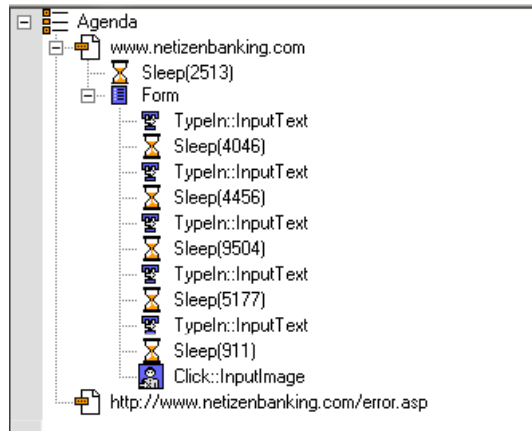 Agenda
www.netizenbanking.com
Sleep(2513)
Form
TypeIn::InputText
Sleep(4046)
TypeIn::InputText
Sleep(4456)
TypeIn::InputText
Sleep(9504)
TypeIn::InputText
Sleep(5177)
TypeIn::InputText
Sleep(911)
Click::InputImage
http://www.netizenbanking.com/error.asp